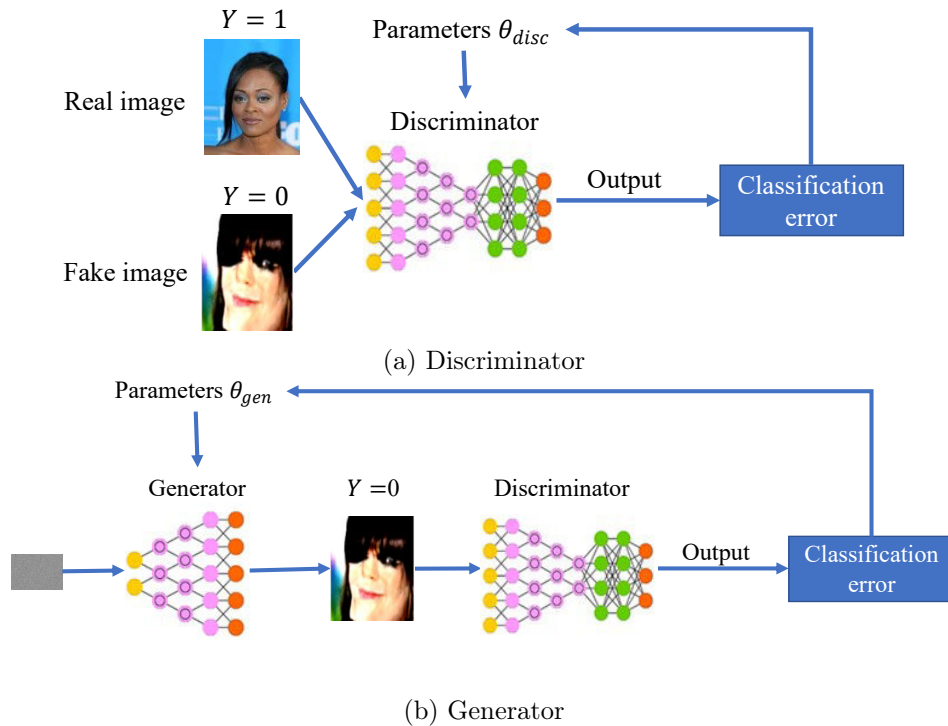 Y = 1
Parameters θ_disc
Real image
Discriminator
Y = 0
Output
Classification
error
Fake image
(a) Discriminator
Parameters θ_gen
Generator
Y =0
Discriminator
Output
Classification
error
(b) Generator